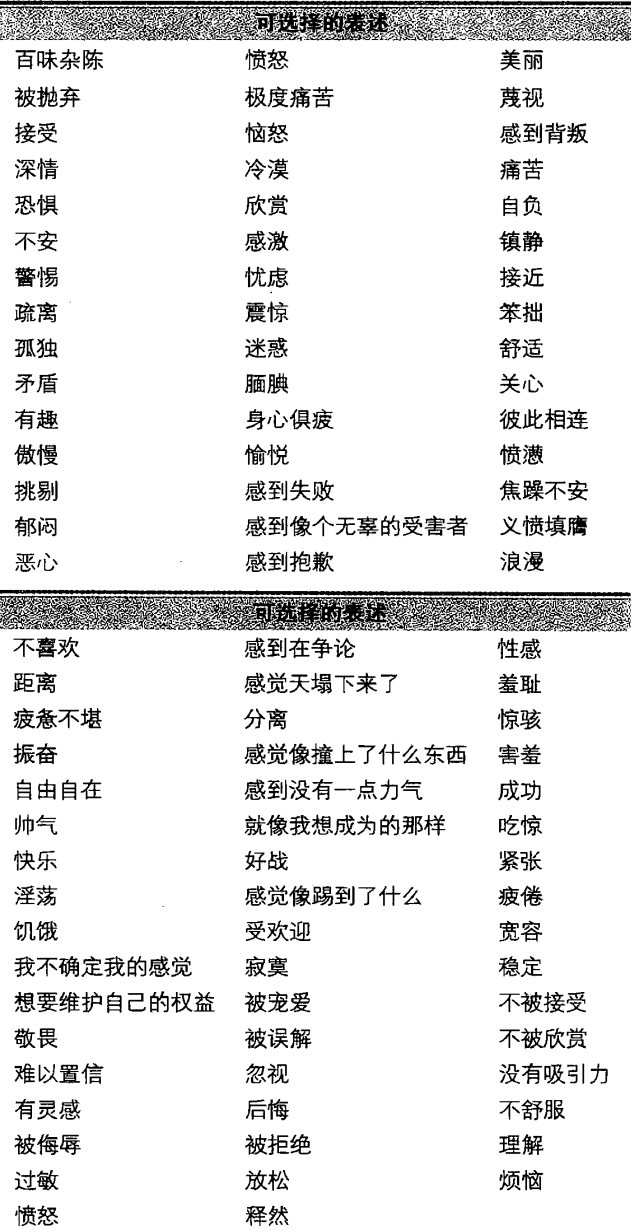 可选择的表述
百味杂陈 愤怒 美丽
被抛弃 极度痛苦 蔑视
接受 恼怒 感到背叛
深情 冷漠 痛苦
恐惧 欣赏 自负
不安 感激 镇静
警惕 忧虑 接近
疏离 震惊 笨拙
孤独 迷惑 舒适
矛盾 腼腆 关心
有趣 身心俱疲 彼此相连
傲慢 愉悦 愤懑
挑剔 感到失败 焦躁不安
郁闷 感到像个无辜的受害者 义愤填膺
恶心 感到抱歉 浪漫
可选择的表述
不喜欢 感到在争论 性感
距离 感觉天塌下来了 羞耻
疲惫不堪 分离 惊骇
振奋 感觉像撞上了什么东西 害羞
自由自在 感到没有一点力气 成功
帅气 就像我想成为的那样 吃惊
快乐 好战 紧张
淫荡 感觉像踢到了什么 疲倦
饥饿 受欢迎 宽容
我不确定我的感觉 寂寞 稳定
想要维护自己的权益 被宠爱 不被接受
敬畏 被误解 不被欣赏
难以置信 忽视 没有吸引力
有灵感 后悔 不舒服
被侮辱 被拒绝 理解
过敏 放松 烦恼
愤怒 释然